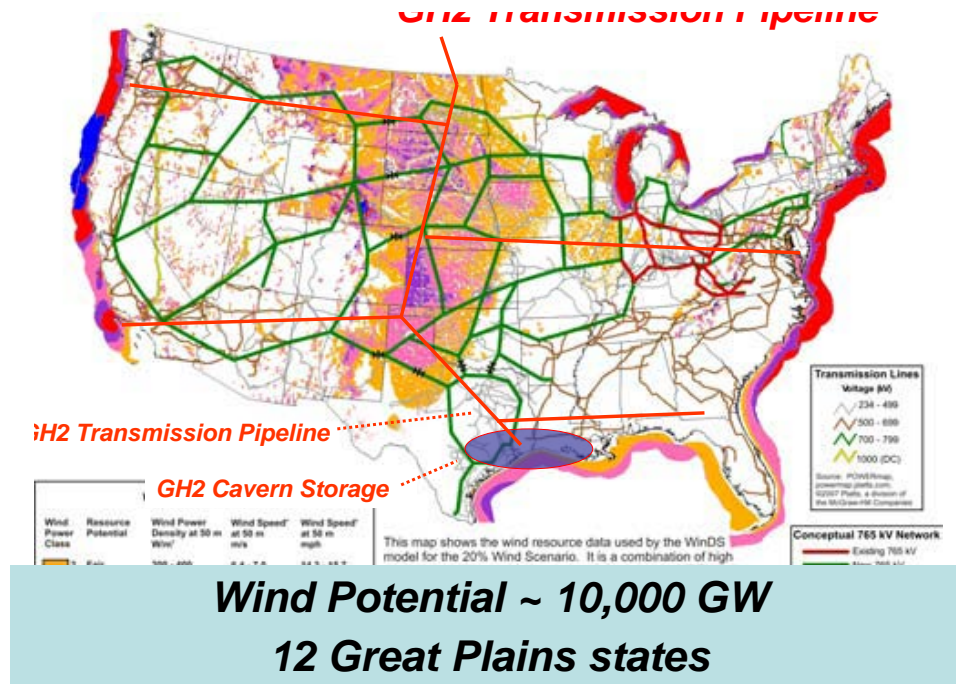 GH2 Transmission Pipeline
GH2 Transmission Pipeline
GH2 Cavern Storage
Transmission Lines
Voltage (kV)
234 - 499
500 - 699
700 - 799
1000 (DC)
Source: POWERmap,
powermap.platts.com
©2007 Platts, a division of
the McGraw-Hill Companies
Wind
Power
Class
Resource
Potential
Wind Power
Density at 50 m
W/m²
Wind Speed
at 50 m
m/s
Wind Speed
at 50 m
mph
This map shows the wind resource data used by the WinDS
model for the 20% Wind Scenario. It is a combination of high
Conceptual 765 kV Network
Existing 765 kV
New 765 kV
Wind Potential ~ 10,000 GW
12 Great Plains states